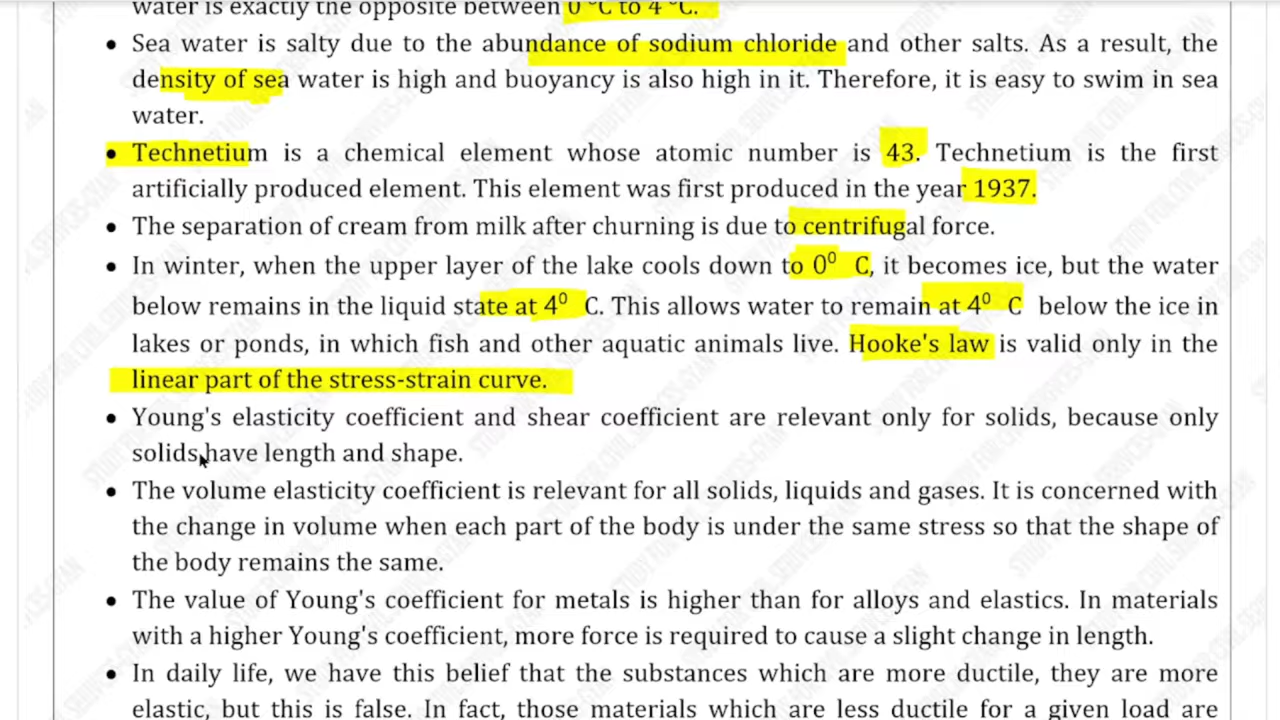 water is exactly the opposite between 0 °C to 4 °C.
• Sea water is salty due to the abundance of sodium chloride and other salts. As a result, the
density of sea water is high and buoyancy is also high in it. Therefore, it is easy to swim in sea
water.
• Technetium is a chemical element whose atomic number is 43. Technetium is the first
artificially produced element. This element was first produced in the year 1937.
• The separation of cream from milk after churning is due to centrifugal force.
• In winter, when the upper layer of the lake cools down to 0⁰ C, it becomes ice, but the water
below remains in the liquid state at 4⁰ C. This allows water to remain at 4⁰ C below the ice in
lakes or ponds, in which fish and other aquatic animals live. Hooke's law is valid only in the
linear part of the stress-strain curve.
• Young's elasticity coefficient and shear coefficient are relevant only for solids, because only
solids have length and shape.
• The volume elasticity coefficient is relevant for all solids, liquids and gases. It is concerned with
the change in volume when each part of the body is under the same stress so that the shape of
the body remains the same.
• The value of Young's coefficient for metals is higher than for alloys and elastics. In materials
with a higher Young's coefficient, more force is required to cause a slight change in length.
• In daily life, we have this belief that the substances which are more ductile, they are more
elastic, but this is false. In fact, those materials which are less ductile for a given load are